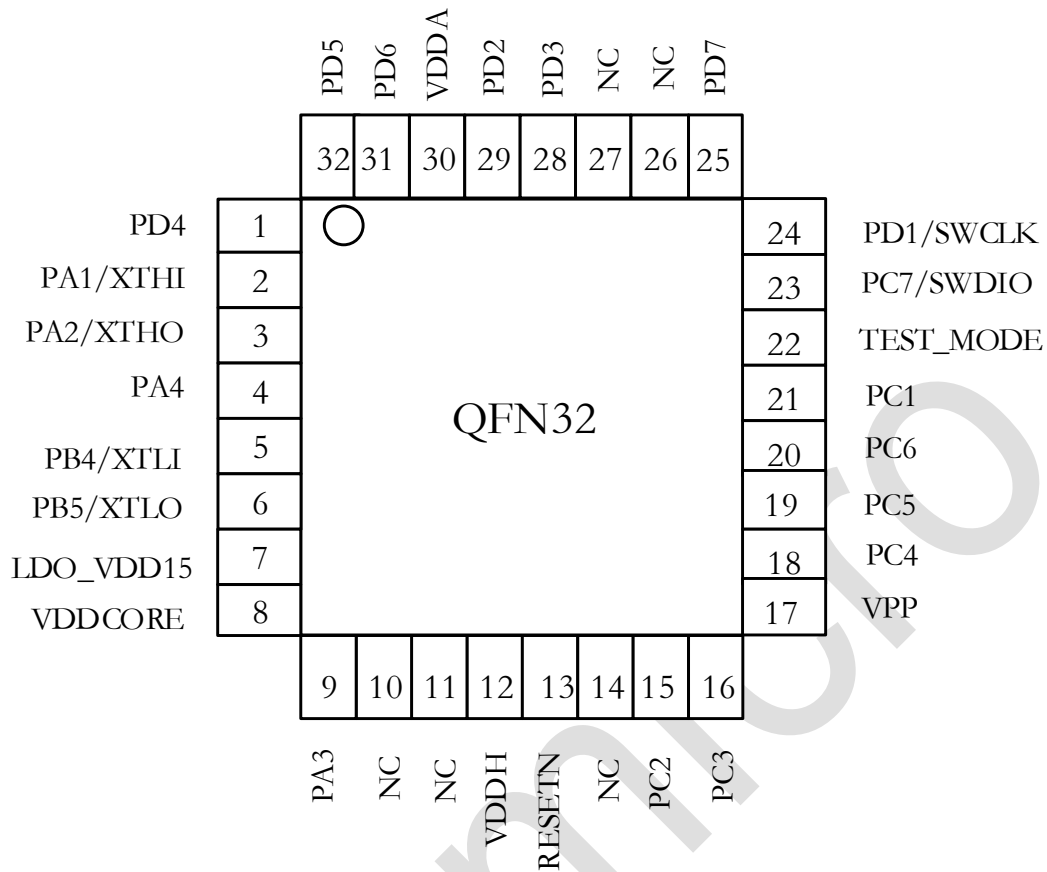 PD5 PD6 VDDA PD2 PD3 NC NC PD7
32 31 30 29 28 27 26 25
PD4 1 24 PD1/SWCLK
PA1/XTHI 2 23 PC7/SWDIO
PA2/XTHO 3 22 TEST_MODE
PA4 4 21 PC1
QFN32
PB4/XTLI 5 20 PC6
PB5/XTLO 6 19 PC5
LDO_VDD15 7 18 PC4
VDDCORE 8 17 VPP
9 10 11 12 13 14 15 16
PA3 NC NC VDDH RESETN NC PC2 PC3
micro